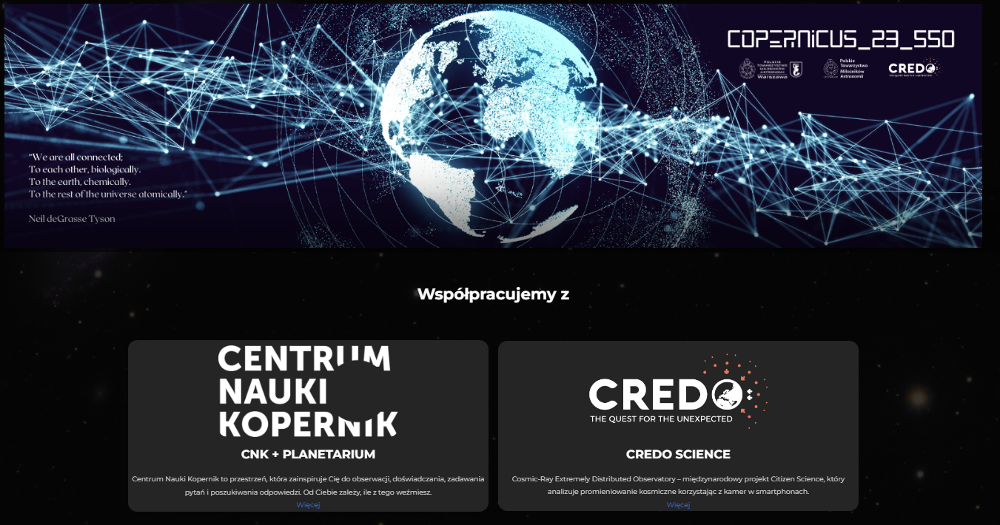 COPERNICUS_23_550
POLSKIE
TOWARZYSTWO
MIŁOŚNIKÓW
ASTRONOMII
Warszawa
Polskie
Towarzystwo
Miłośników
Astronomii
CREDO
"We are all connected;
To each other, biologically.
To the earth, chemically.
To the rest of the universe atomically."
Neil deGrasse Tyson
Współpracujemy z
CENTRUM
NAUKI
KOPERNIK
CNK + PLANETARIUM
Centrum Nauki Kopernik to przestrzeń, która zainspiruje Cię do obserwacji, doświadczania, zadawania
pytań i poszukiwania odpowiedzi. Od Ciebie zależy, ile z tego weźmiesz.
Więcej
CREDO
THE QUEST FOR THE UNEXPECTED
CREDO SCIENCE
Cosmic-Ray Extremely Distributed Observatory – międzynarodowy projekt Citizen Science, który
analizuje promieniowanie kosmiczne korzystając z kamer w smartphonach.
Więcej